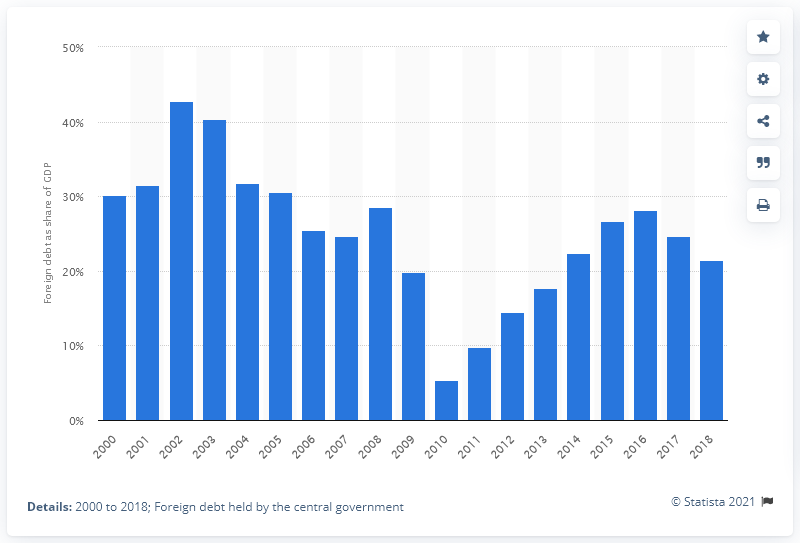 50%
40%
30%
20%
10%
0%
Foreign debt as share of GDP
2000 2001 2002 2003 2004 2005 2006 2007 2008 2009 2010 2011 2012 2013 2014 2015 2016 2017 2018
Details: 2000 to 2018; Foreign debt held by the central government
© Statista 2021